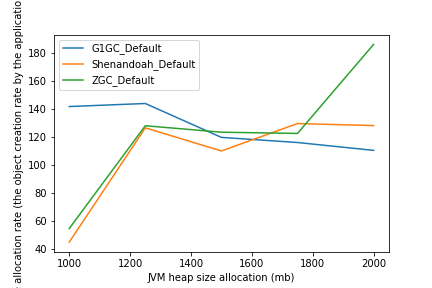 G1GC_Default
Shenandoah_Default
ZGC_Default
allocation rate (the object creation rate by the applicatio
180
160
140
120
100
80
60
40
1000 1200 1400 1600 1800 2000
JVM heap size allocation (mb)